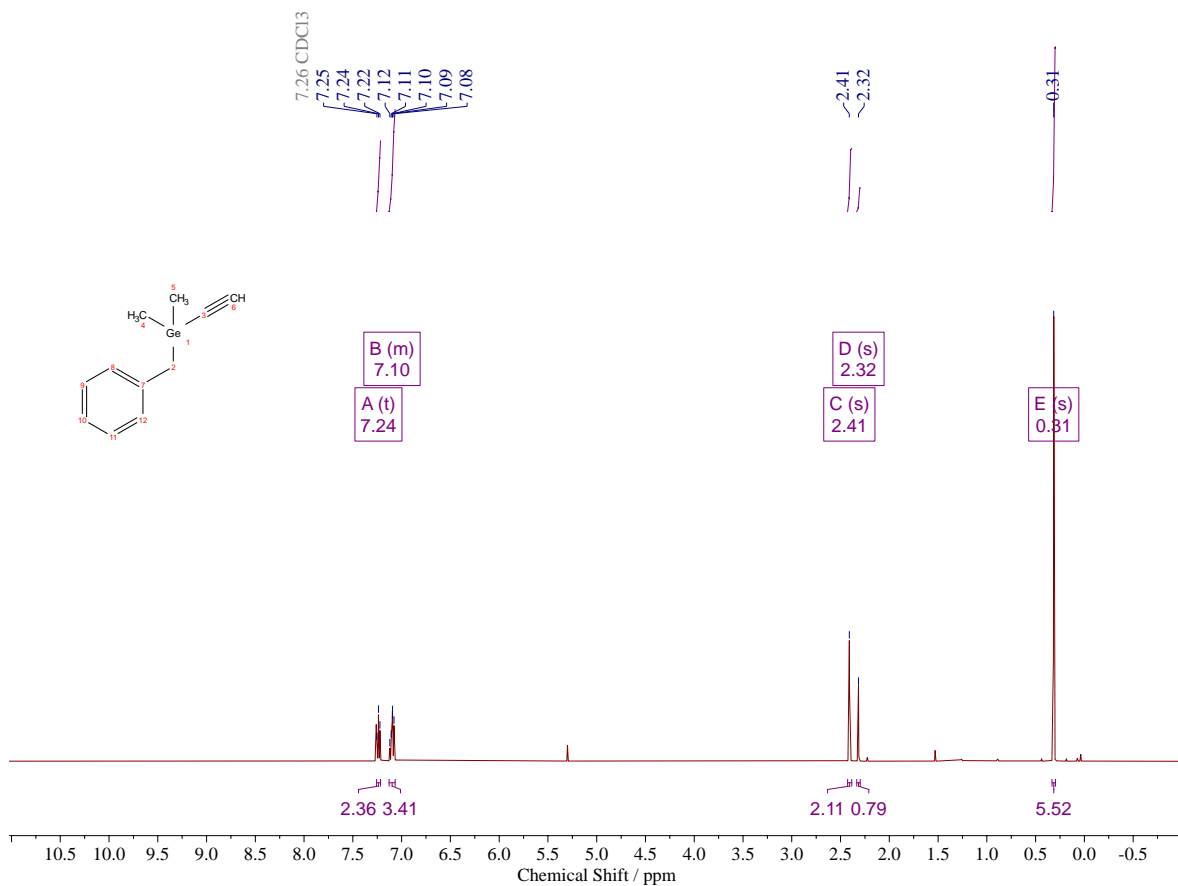 7.26 CDCl3
7.25
7.24
7.22
7.12
7.11
7.10
7.09
7.08
2.41
2.32
0.31
5
CH3
H3C
4
3
CH
6
Ge
1
2
8
7
9
10
11
12
B (m)
7.10
A (t)
7.24
D (s)
2.32
C (s)
2.41
E (s)
0.31
2.36 3.41 2.11 0.79 5.52
10.5 10.0 9.5 9.0 8.5 8.0 7.5 7.0 6.5 6.0 5.5 5.0 4.5 4.0 3.5 3.0 2.5 2.0 1.5 1.0 0.5 0.0 -0.5
Chemical Shift / ppm